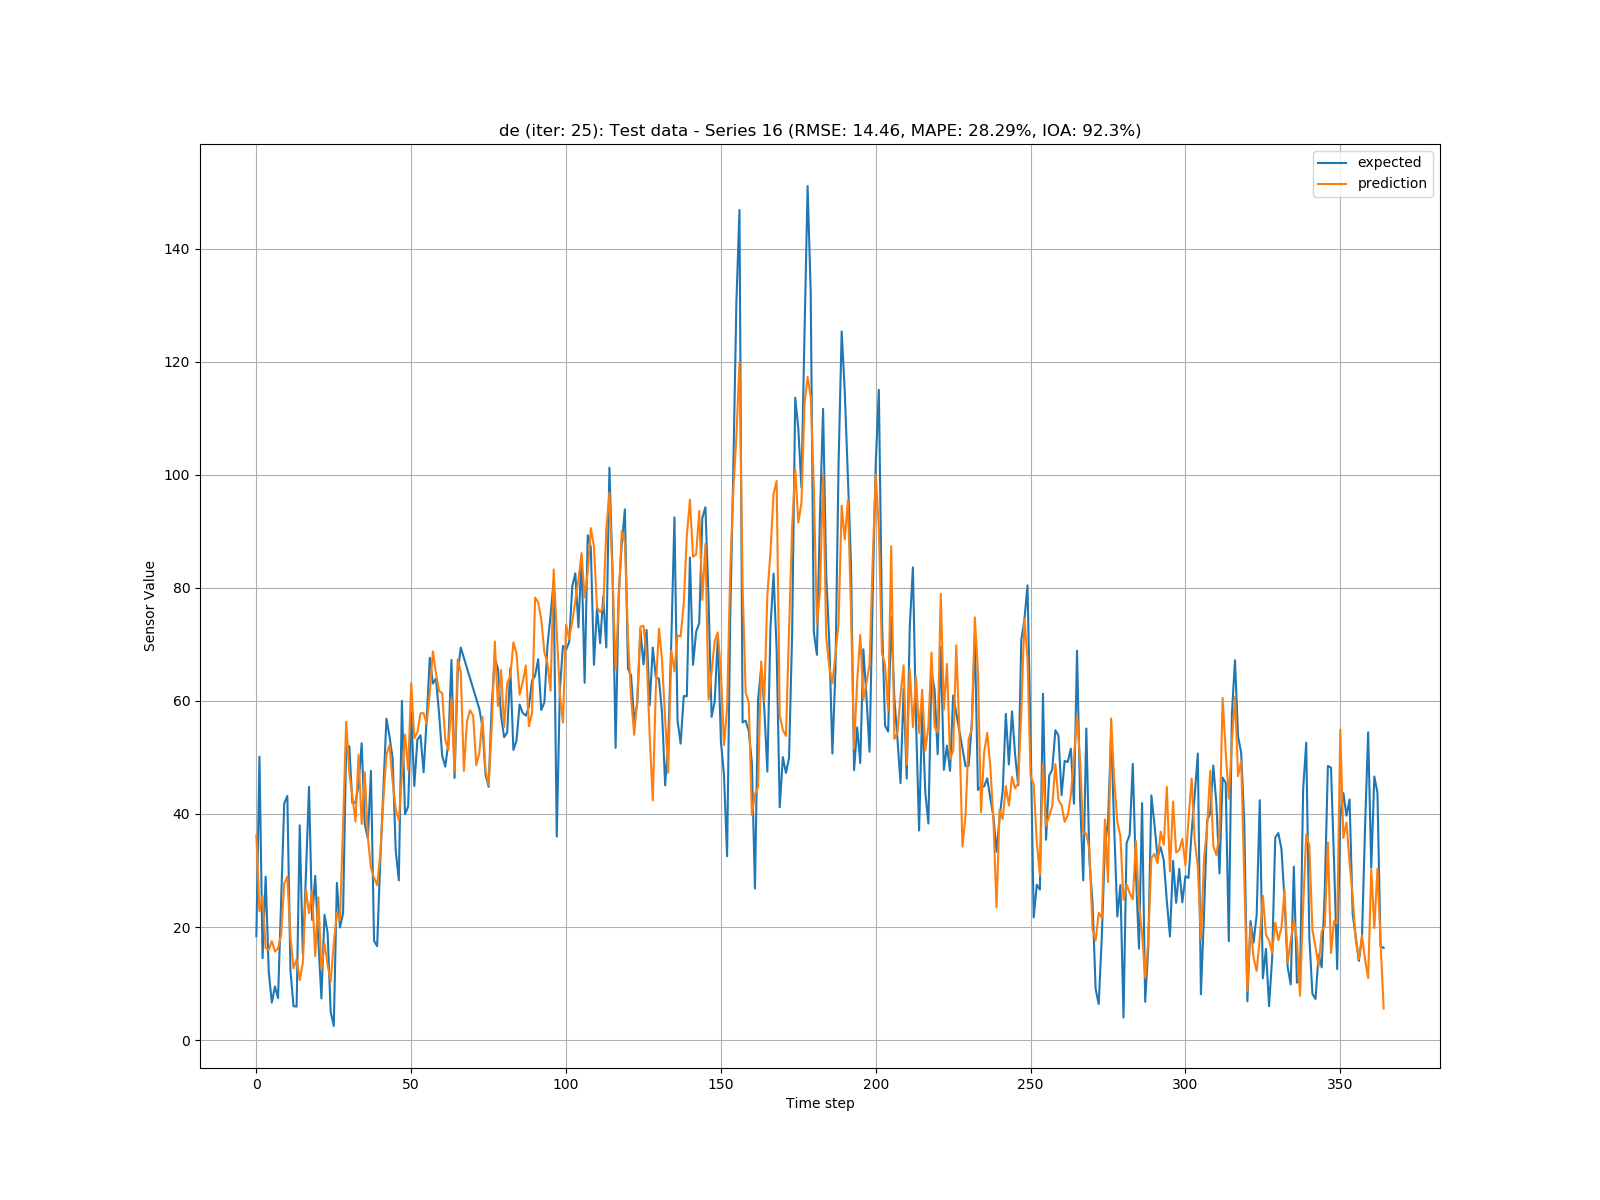 de (iter: 25): Test data - Series 16 (RMSE: 14.46, MAPE: 28.29%, IOA: 92.3%)
expected
prediction
140
120
100
80
60
40
20
0
Sensor Value
0 50 100 150 200 250 300 350
Time step